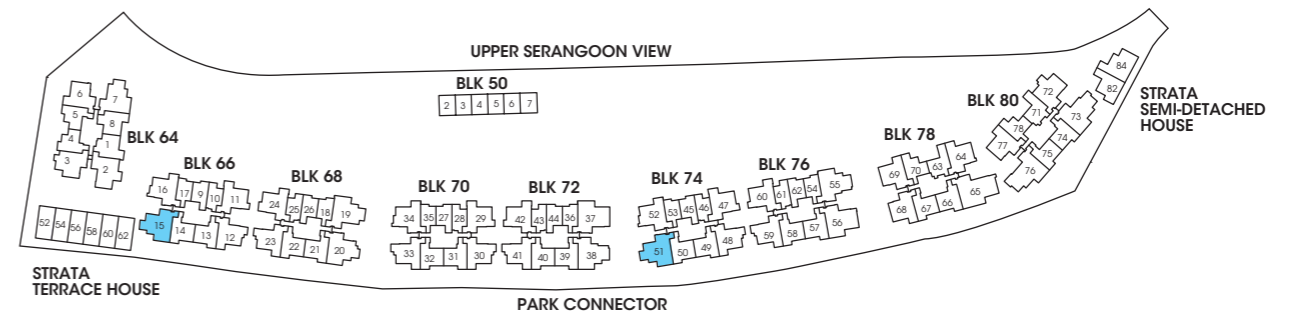 UPPER SERANGOON VIEW
BLK 50
2 3 4 5 6 7
BLK 64
6 7
5 8
4 1
3 2
BLK 66
16 17 9 10 11
15 14 13 12
BLK 68
24 25 26 18 19
23 22 21 20
BLK 70
34 35 27 28 29
33 32 31 30
BLK 72
42 43 44 36 37
41 40 39 38
BLK 74
52 53 45 46 47
51 50 49 48
BLK 76
60 61 62 54 55
59 58 57 56
BLK 78
69 70 63 64
68 67 66 65
BLK 80
72
71 73
78 74
77 75
76
84
82
STRATA
SEMI-DETACHED
HOUSE
52 54 56 58 60 62
STRATA
TERRACE HOUSE
PARK CONNECTOR